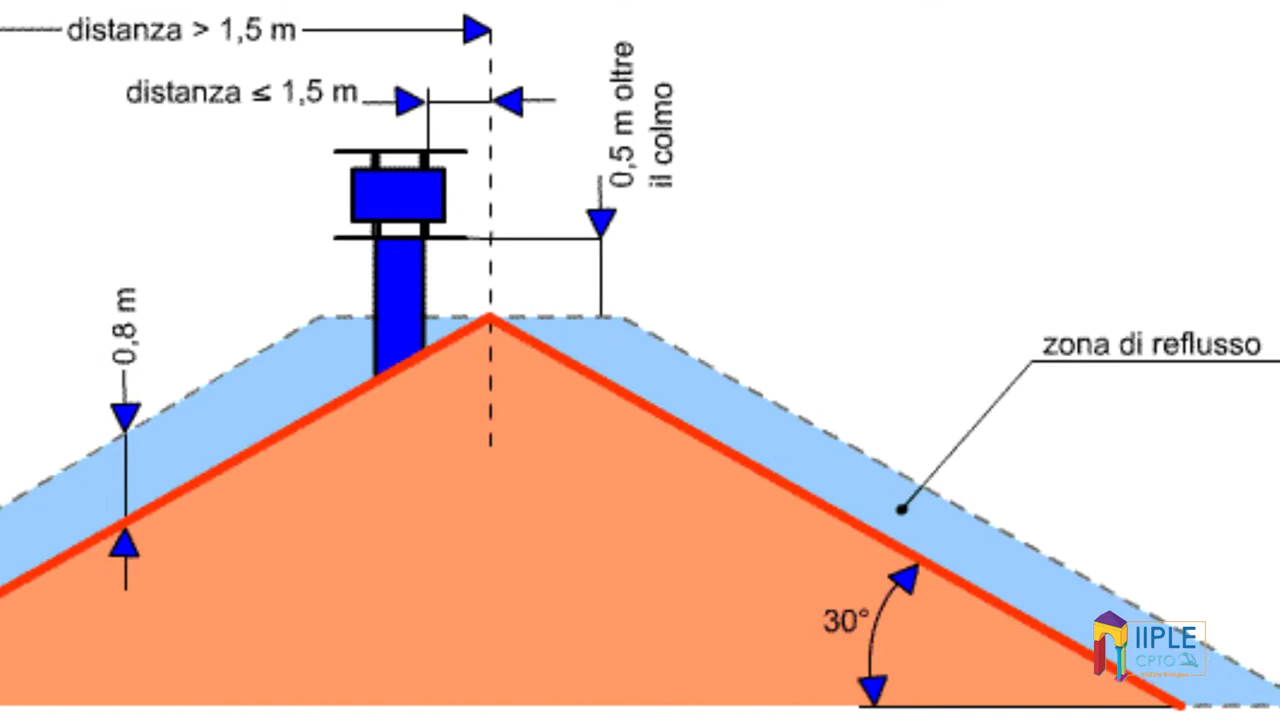 distanza > 1,5 m
distanza ≤ 1,5 m
0,5 m oltre
il colmo
0,8 m
zona di reflusso
30°
IIPLE
CPTO